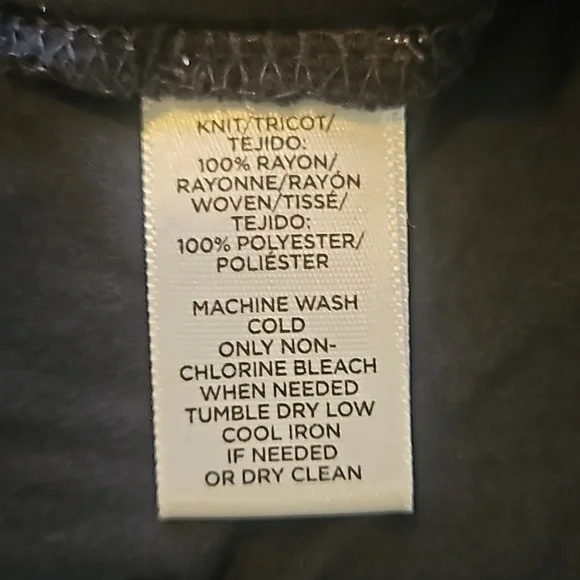 KNIT/TRICOT/
TEJIDO:
100% RAYON/
RAYONNE/RAYÓN
WOVEN/TISSÉ/
TEJIDO:
100% POLYESTER/
POLIÉSTER
MACHINE WASH
COLD
ONLY NON-
CHLORINE BLEACH
WHEN NEEDED
TUMBLE DRY LOW
COOL IRON
IF NEEDED
OR DRY CLEAN